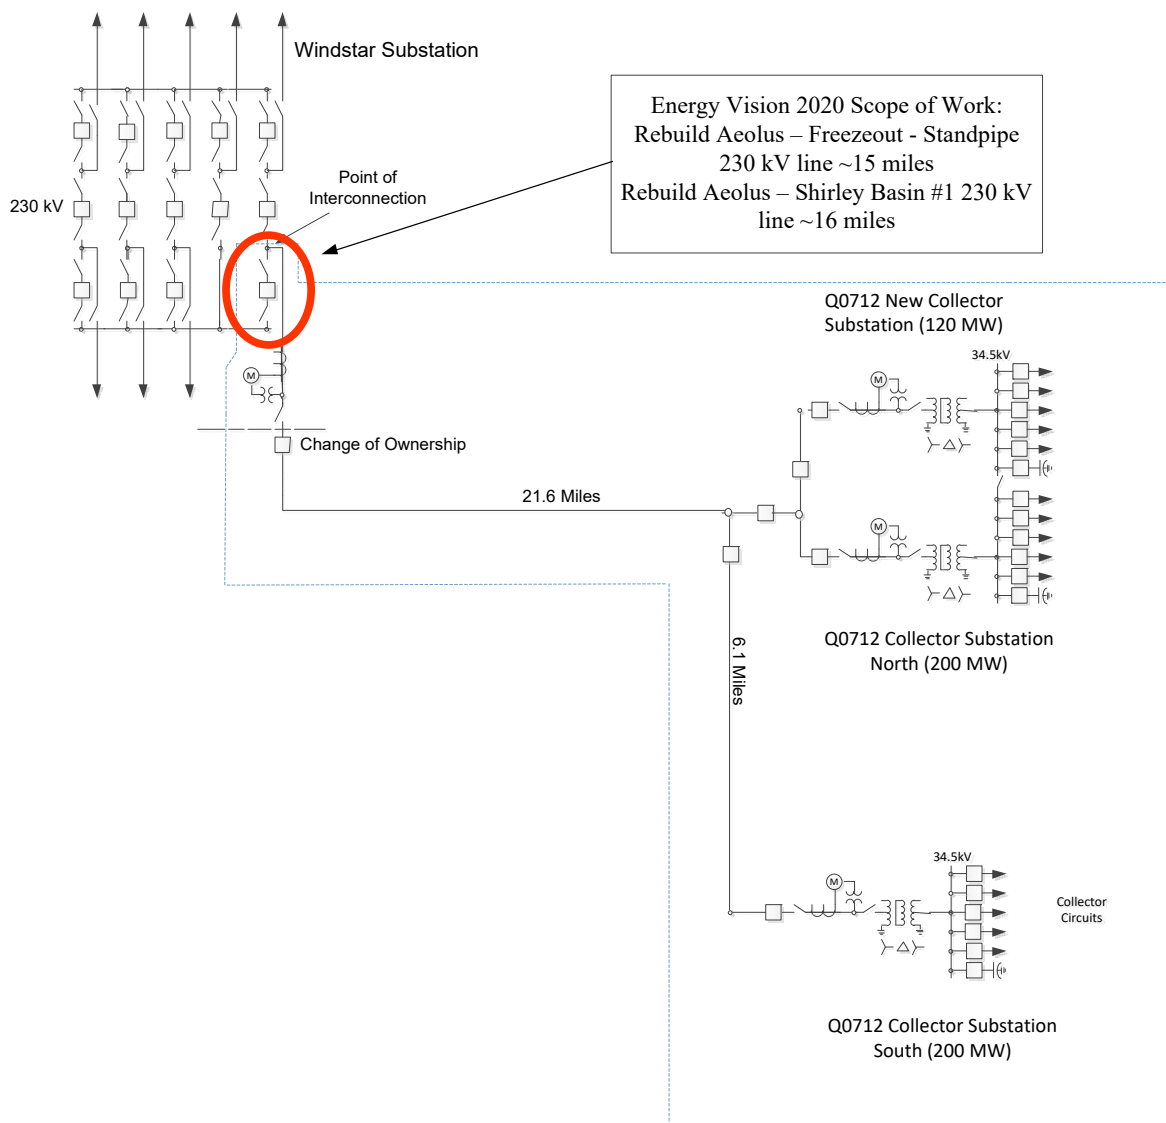 Windstar Substation
Energy Vision 2020 Scope of Work:
Rebuild Aeolus – Freezeout - Standpipe
230 kV line ~15 miles
Rebuild Aeolus – Shirley Basin #1 230 kV
line ~16 miles
Point of
Interconnection
230 kV
Q0712 New Collector
Substation (120 MW)
34.5kV
M
M
Change of Ownership
21.6 Miles
M
Q0712 Collector Substation
North (200 MW)
6.1 Miles
34.5kV
M
Collector
Circuits
Q0712 Collector Substation
South (200 MW)